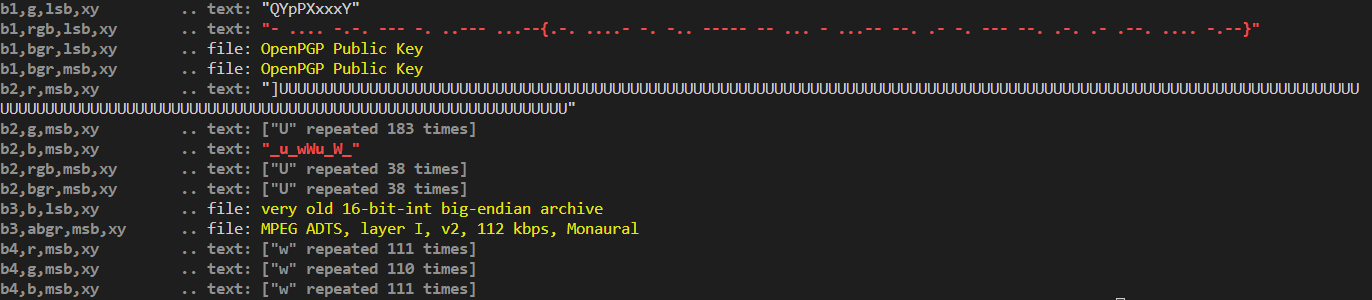 b1,g,lsb,xy .. text: "QYpPXxxxY"
b1,rgb,lsb,xy .. text: "- .... -.-. --- -. ..--- ...--{.-. ....- -. -.. ----- -- ... - ...-- --. .- -. --- --. .-. .- .--. .... -.--}"
b1,bgr,lsb,xy .. file: OpenPGP Public Key
b1,bgr,msb,xy .. file: OpenPGP Public Key
b2,r,msb,xy .. text: "]UUUUUUUUUUUUUUUUUUUUUUUUUUUUUUUUUUUUUUUUUUUUUUUUUUUUUUUUUUUUUUUUUUUUUUUUUUUUUUUUUUUUUUUUUUUUUUUUUUUUUUUUUUUUUUUUUUUUUUUU
UUUUUUUUUUUUUUUUUUUUUUUUUUUUUUUUUUUUUUUUUUUUUUUUUUUUUUUUUUUUUUU"
b2,g,msb,xy .. text: ["U" repeated 183 times]
b2,b,msb,xy .. text: "_u_wWu_W_"
b2,rgb,msb,xy .. text: ["U" repeated 38 times]
b2,bgr,msb,xy .. text: ["U" repeated 38 times]
b3,b,lsb,xy .. file: very old 16-bit-int big-endian archive
b3,abgr,msb,xy .. file: MPEG ADTS, layer I, v2, 112 kbps, Monaural
b4,r,msb,xy .. text: ["w" repeated 111 times]
b4,g,msb,xy .. text: ["w" repeated 110 times]
b4,b,msb,xy .. text: ["w" repeated 111 times]